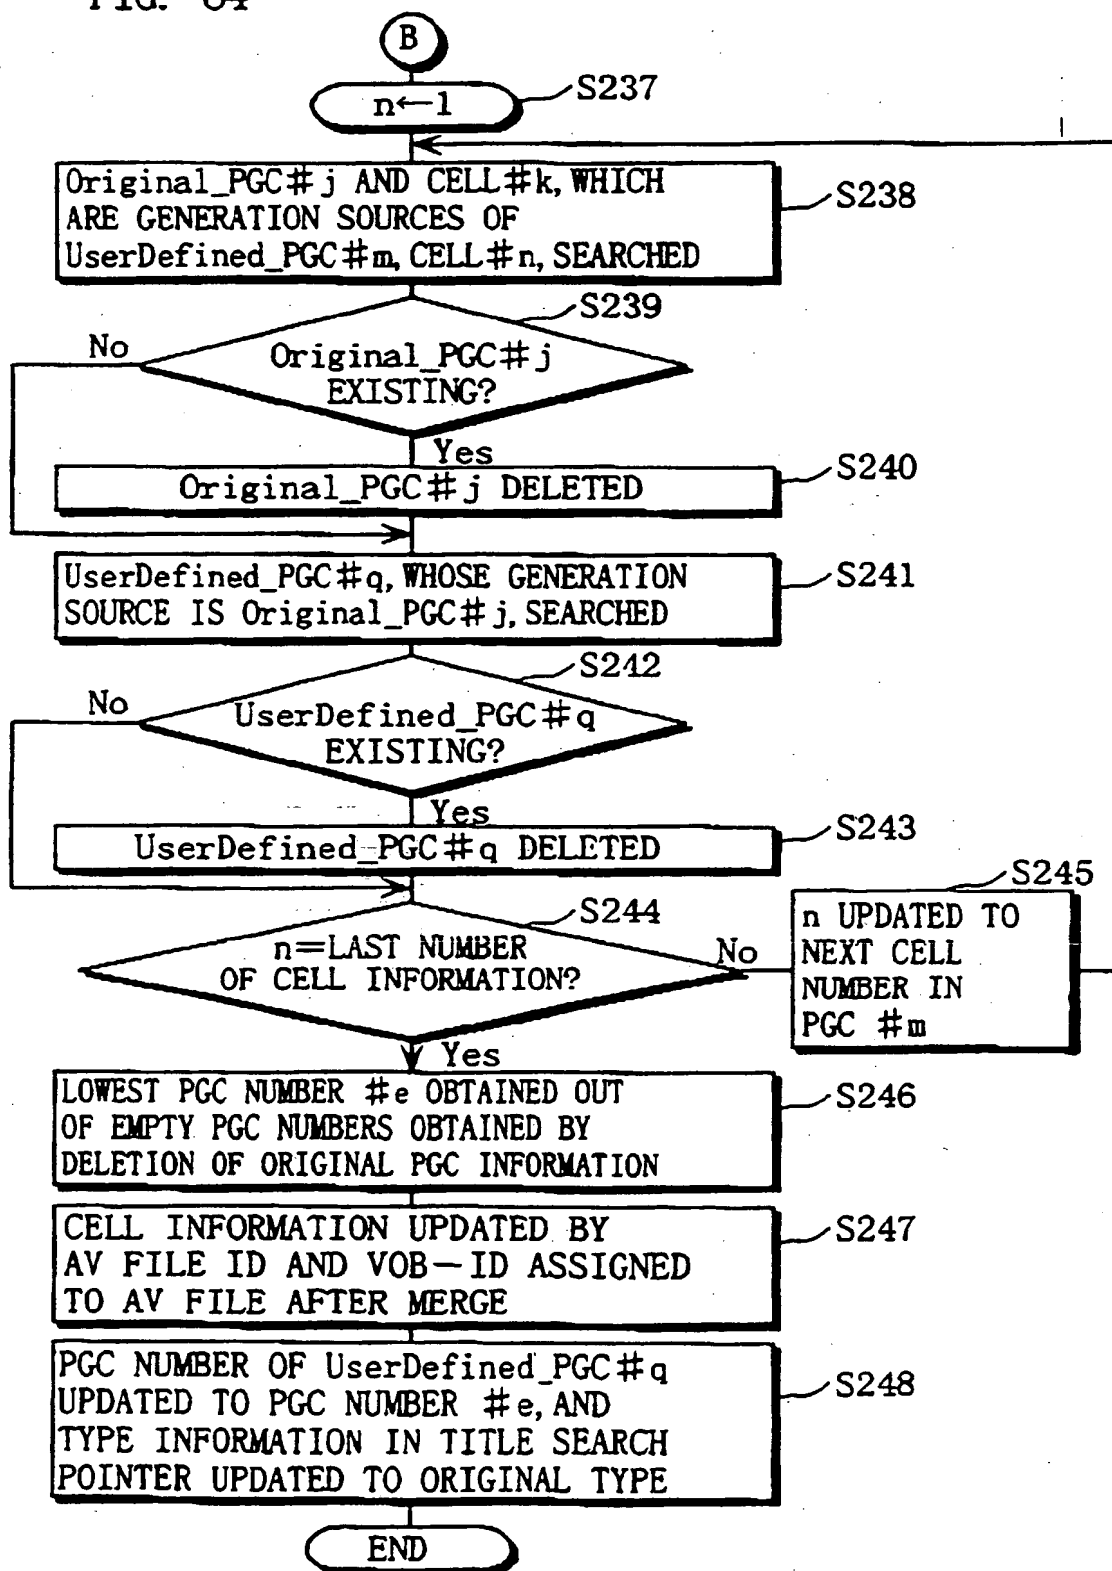 B
n←1
S237
Original_PGC#j AND CELL#k, WHICH
ARE GENERATION SOURCES OF
UserDefined_PGC#m, CELL#n, SEARCHED
S238
S239
No
Original_PGC#j
EXISTING?
Yes
Original_PGC#j DELETED
S240
UserDefined_PGC#q, WHOSE GENERATION
SOURCE IS Original_PGC#j, SEARCHED
S241
S242
No
UserDefined_PGC#q
EXISTING?
Yes
UserDefined_PGC#q DELETED
S243
S244
n=LAST NUMBER
OF CELL INFORMATION?
No
S245
n UPDATED TO
NEXT CELL
NUMBER IN
PGC #m
Yes
LOWEST PGC NUMBER #e OBTAINED OUT
OF EMPTY PGC NUMBERS OBTAINED BY
DELETION OF ORIGINAL PGC INFORMATION
S246
CELL INFORMATION UPDATED BY
AV FILE ID AND VOB-ID ASSIGNED
TO AV FILE AFTER MERGE
S247
PGC NUMBER OF UserDefined_PGC#q
UPDATED TO PGC NUMBER #e, AND
TYPE INFORMATION IN TITLE SEARCH
POINTER UPDATED TO ORIGINAL TYPE
S248
END